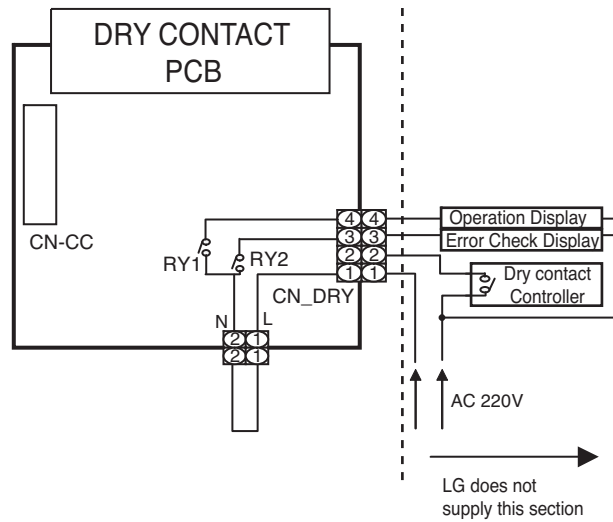 DRY CONTACT
PCB
CN-CC
RY1
RY2
4 4
3 3
2 2
1 1
CN_DRY
N
L
2 1
2 1
Operation Display
Error Check Display
Dry contact
Controller
AC 220V
LG does not
supply this section